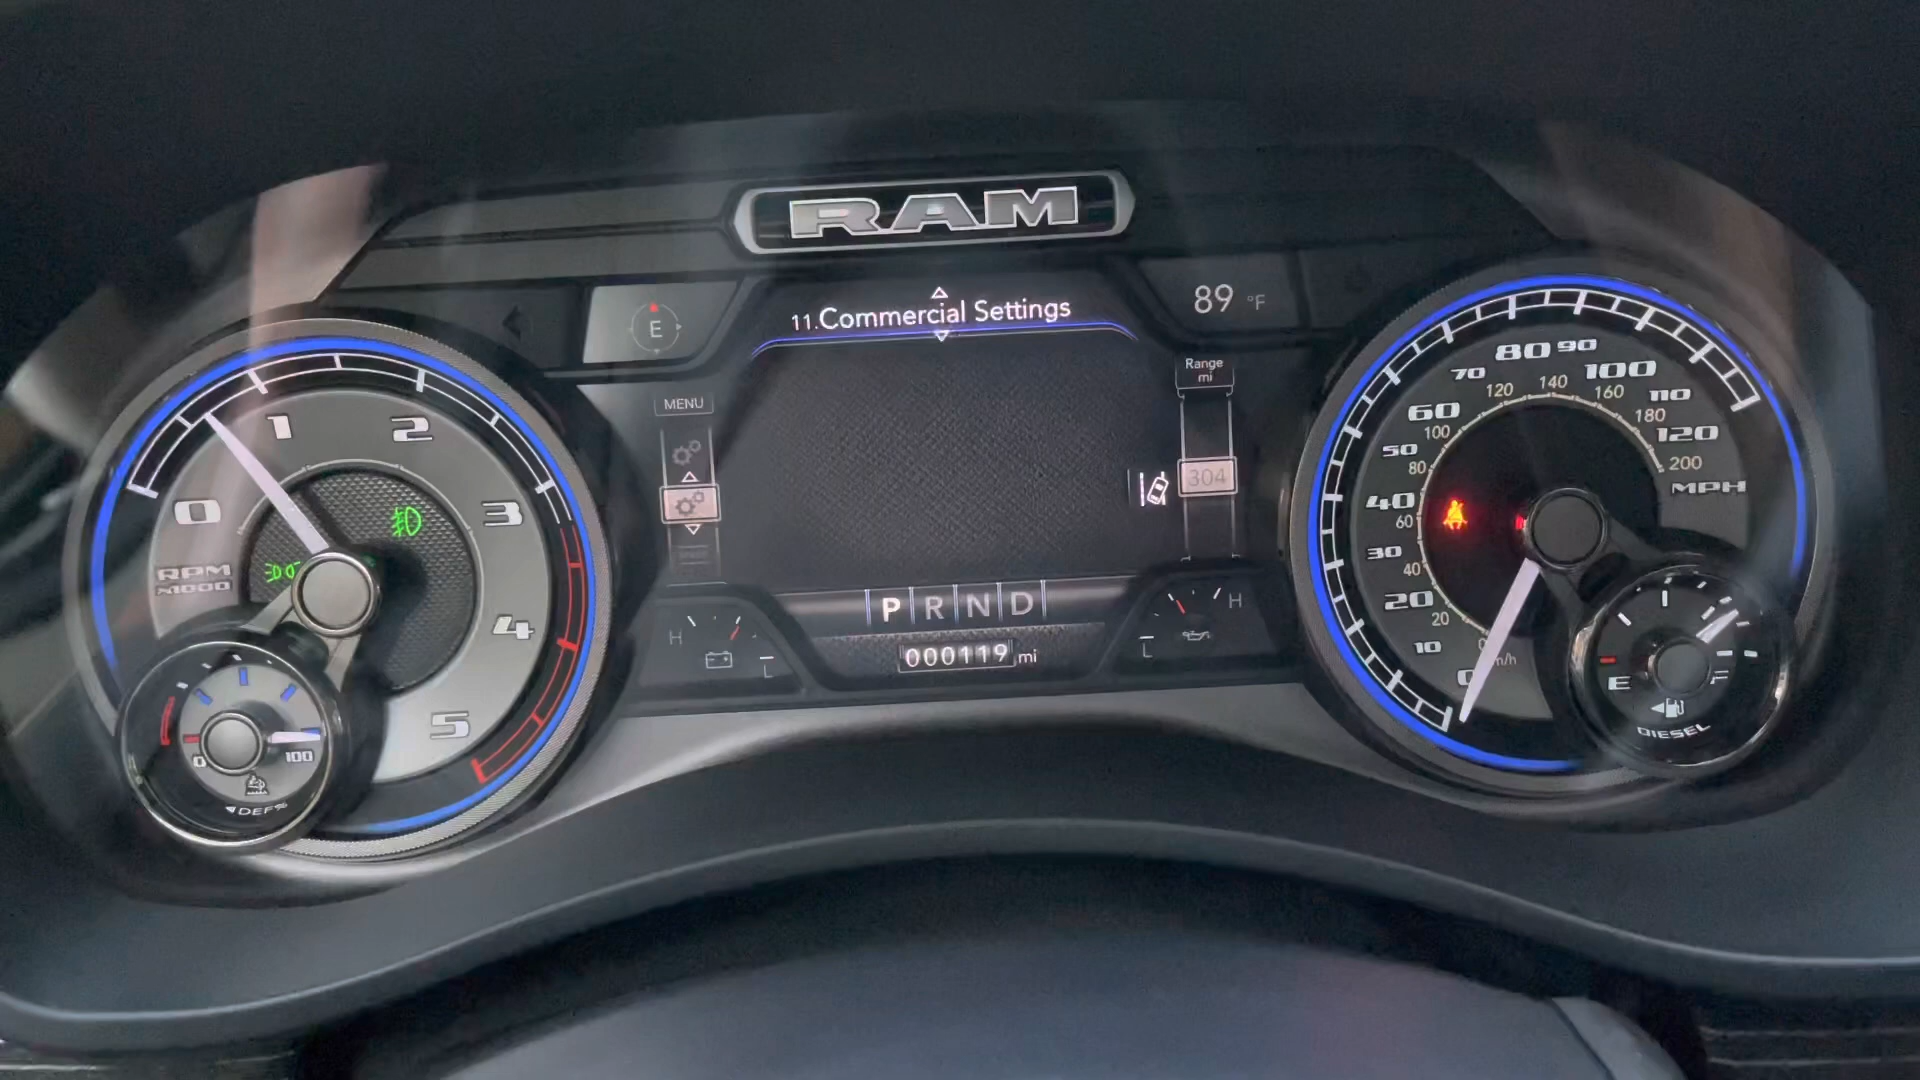 RAM
11.Commercial Settings
89 °F
E
MENU
Range
mi
304
P R N D
000119 mi
H L
L H
0 1 2 3 4 5
RPM
X1000
0 100
DEF%
0 10 20 30 40 50 60 70 80 90 100 110 120
MPH
20 40 60 80 100 120 140 160 180 200
E F
DIESEL